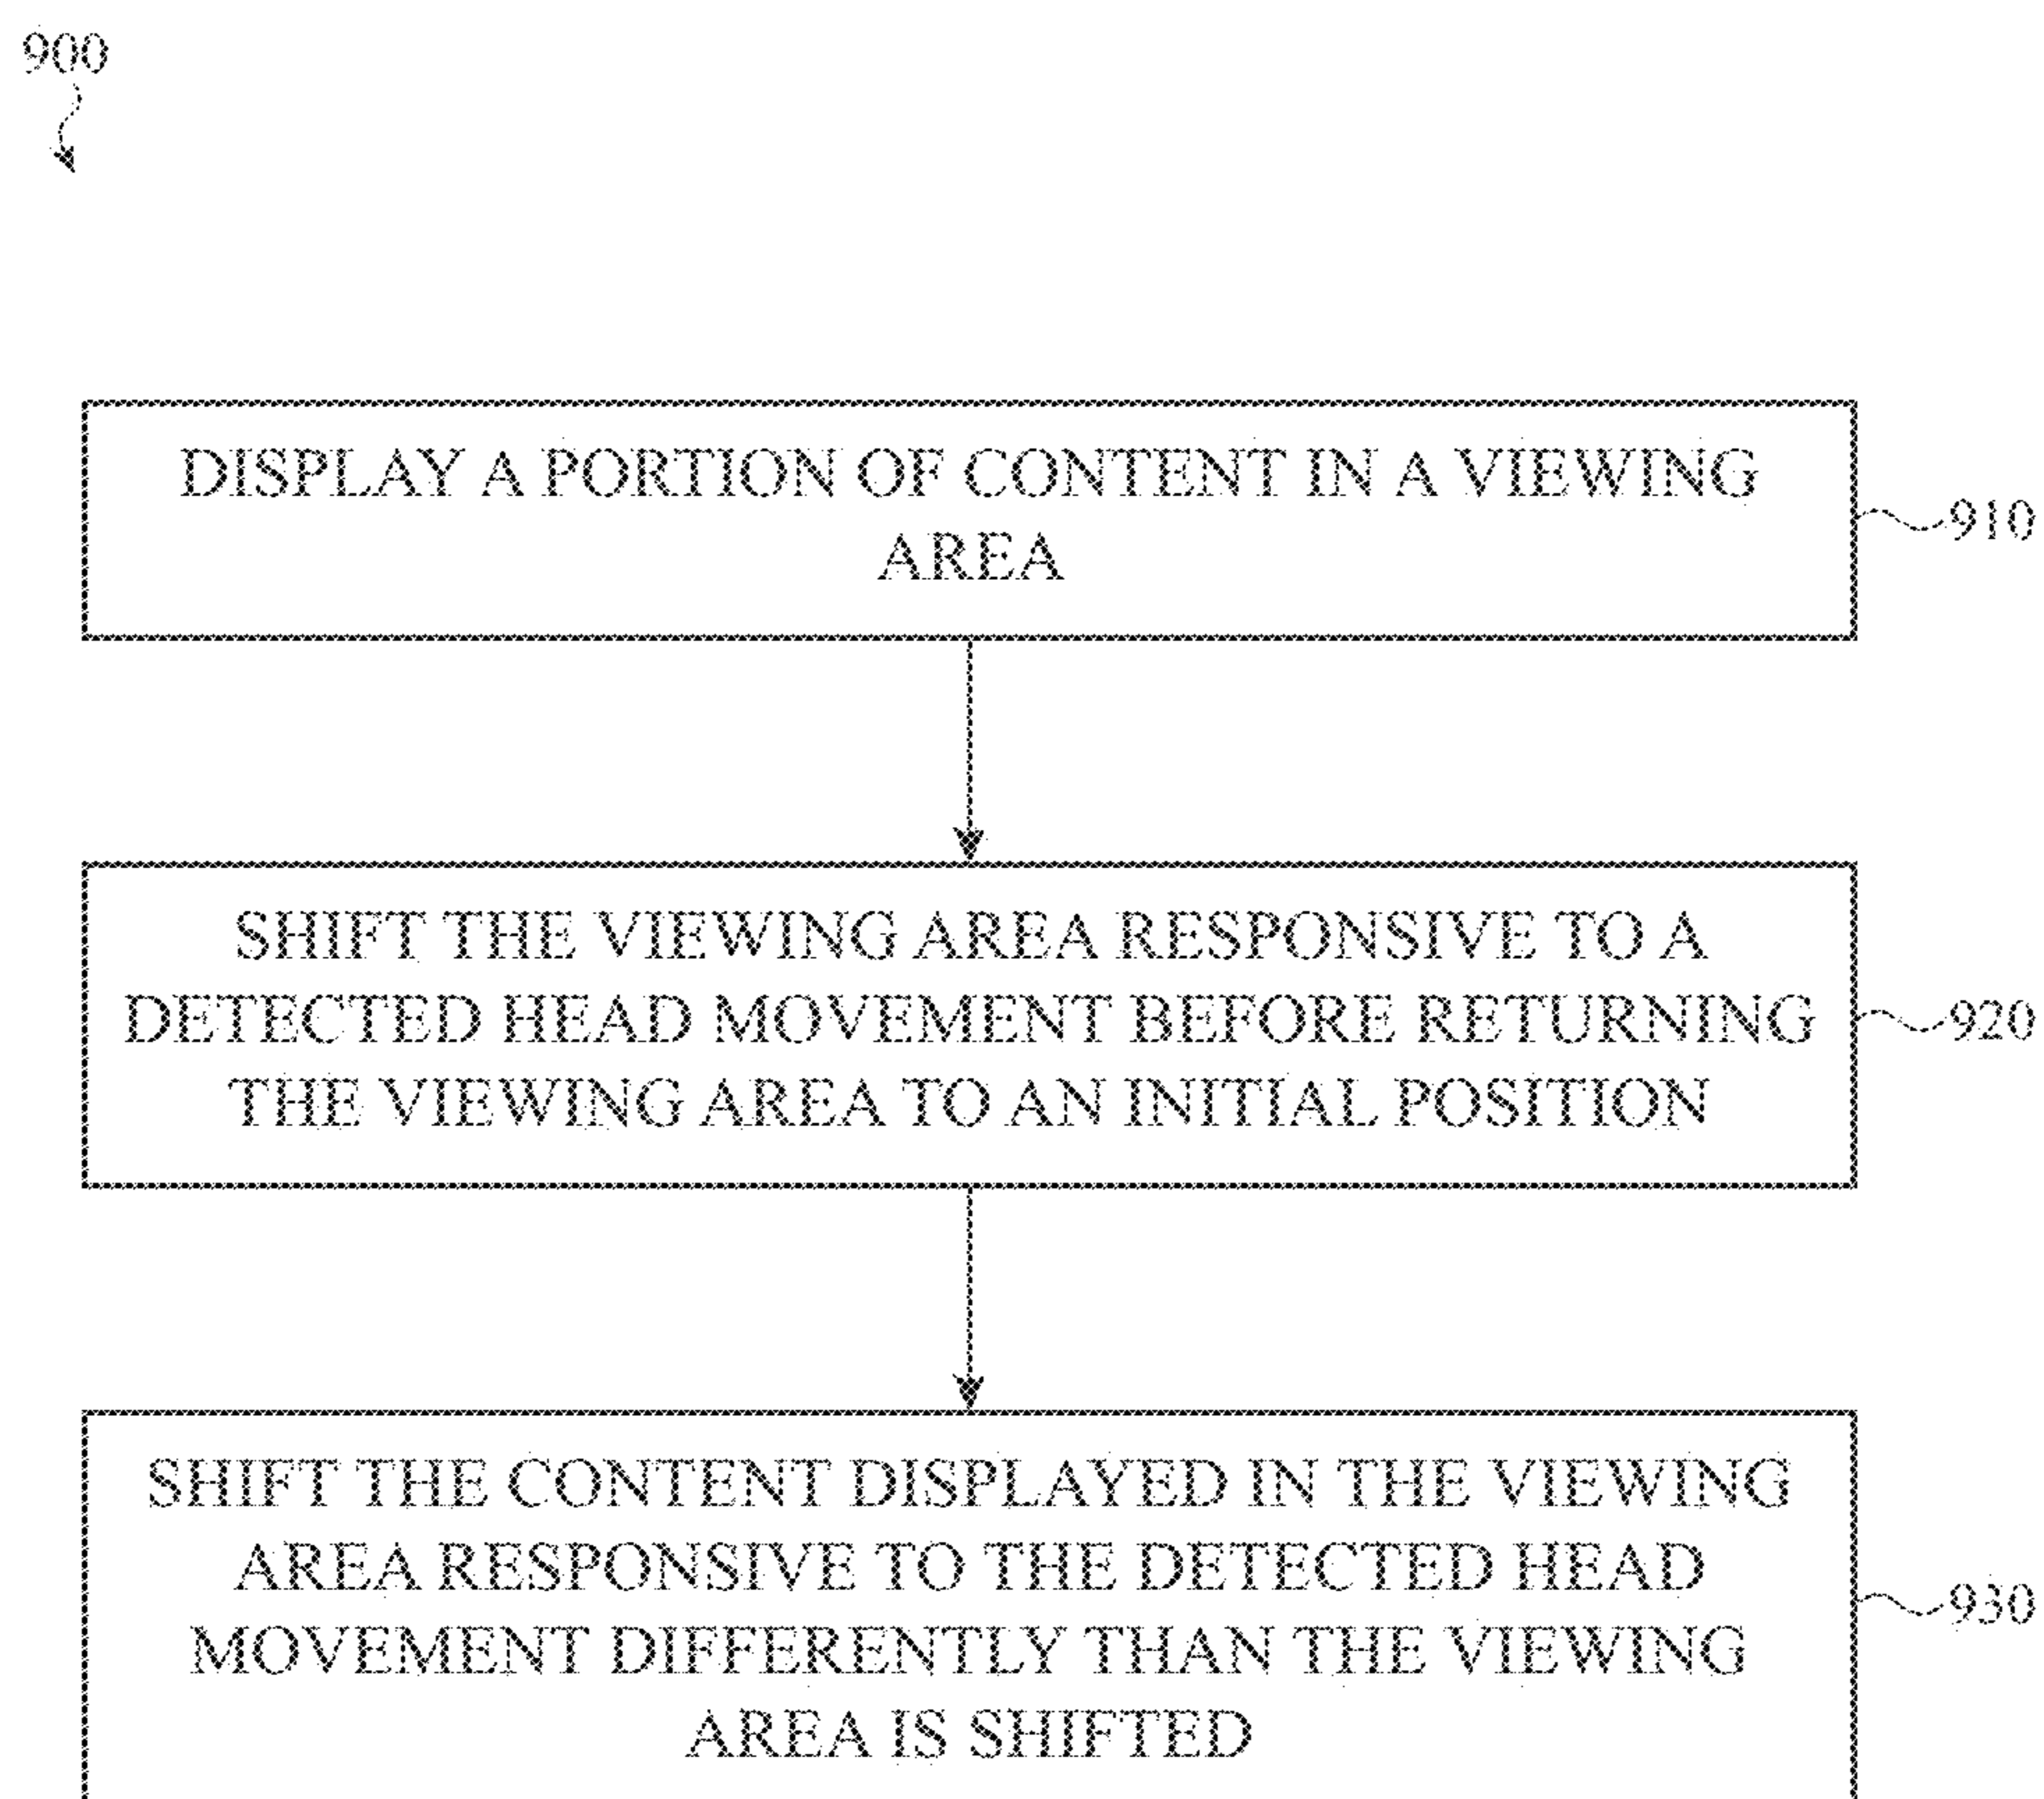 900
DISPLAY A PORTION OF CONTENT IN A VIEWING
AREA
910
SHIFT THE VIEWING AREA RESPONSIVE TO A
DETECTED HEAD MOVEMENT BEFORE RETURNING
THE VIEWING AREA TO AN INITIAL POSITION
920
SHIFT THE CONTENT DISPLAYED IN THE VIEWING
AREA RESPONSIVE TO THE DETECTED HEAD
MOVEMENT DIFFERENTLY THAN THE VIEWING
AREA IS SHIFTED
930